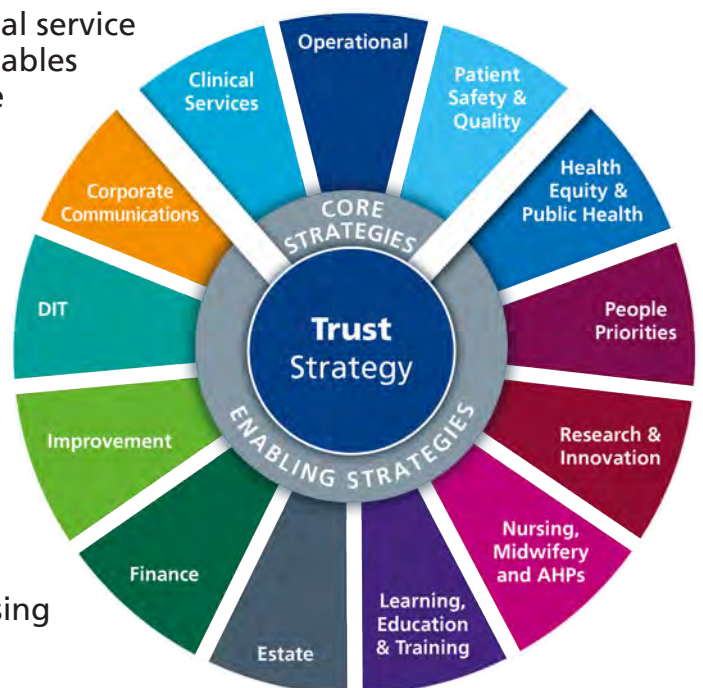 al service
ables
e
Operational
Patient
Safety &
Quality
Health
Equity &
Public Health
People
Priorities
Research &
Innovation
Nursing,
Midwifery
and AHPs
Learning,
Education
& Training
Estate
Finance
Improvement
DIT
Corporate
Communications
Clinical
Services
CORE
STRATEGIES
Trust
Strategy
ENABLING STRATEGIES
sing